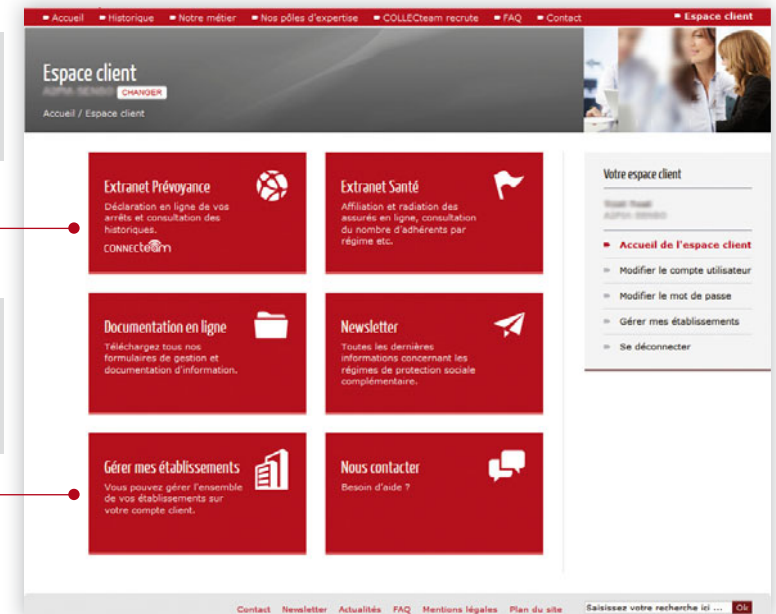 Accueil Historique Notre métier Nos pôles d'expertise COLLECteam recrute FAQ Contact Espace client
Espace client
CHANGER
Accueil / Espace client
Extranet Prévoyance
Déclaration en ligne de vos
arrêts et consultation des
historiques.
CONNECteam
Extranet Santé
Affiliation et radiation des
assurés en ligne, consultation
du nombre d'adhérents par
régime etc.
Documentation en ligne
Téléchargez tous nos
formulaires de gestion et
documentation d'information.
Newsletter
Toutes les dernières
informations concernant les
régimes de protection sociale
complémentaire.
Gérer mes établissements
Vous pouvez gérer l'ensemble
de vos établissements sur
votre compte client.
Nous contacter
Besoin d'aide ?
Votre espace client
Accueil de l'espace client
Modifier le compte utilisateur
Modifier le mot de passe
Gérer mes établissements
Se déconnecter
Contact Newsletter Actualités FAQ Mentions légales Plan du site Saisissez votre recherche ici ... Ok